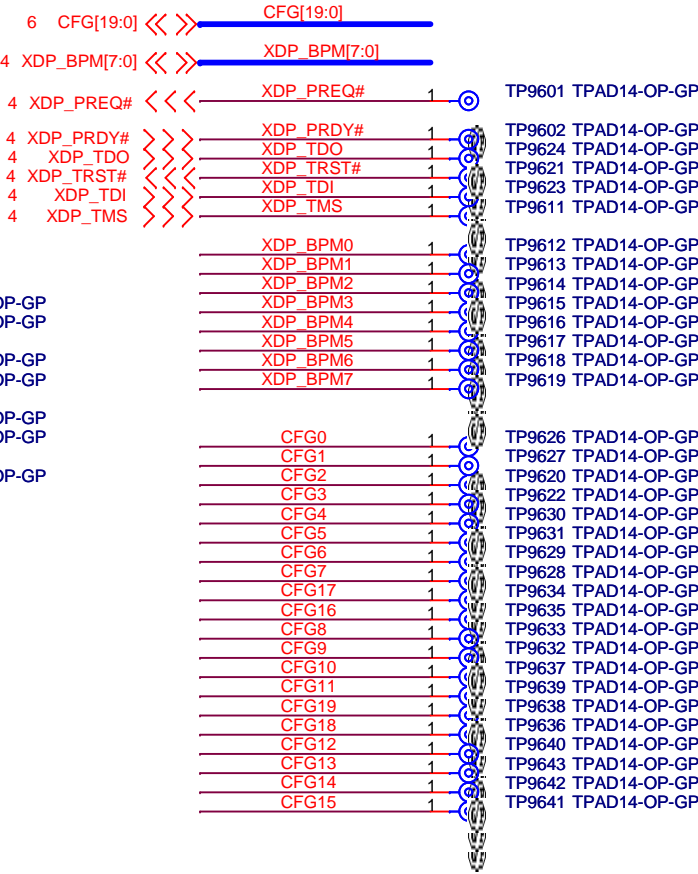 6 CFG[19:0] CFG[19:0]
4 XDP_BPM[7:0] XDP_BPM[7:0]
4 XDP_PREQ# XDP_PREQ# 1 TP9601 TPAD14-OP-GP
4 XDP_PRDY# XDP_PRDY# 1 TP9602 TPAD14-OP-GP
4 XDP_TDO XDP_TDO 1 TP9624 TPAD14-OP-GP
4 XDP_TRST# XDP_TRST# 1 TP9621 TPAD14-OP-GP
4 XDP_TDI XDP_TDI 1 TP9623 TPAD14-OP-GP
4 XDP_TMS XDP_TMS 1 TP9611 TPAD14-OP-GP
XDP_BPM0 1 TP9612 TPAD14-OP-GP
XDP_BPM1 1 TP9613 TPAD14-OP-GP
XDP_BPM2 1 TP9614 TPAD14-OP-GP
OP-GP XDP_BPM3 1 TP9615 TPAD14-OP-GP
OP-GP XDP_BPM4 1 TP9616 TPAD14-OP-GP
XDP_BPM5 1 TP9617 TPAD14-OP-GP
OP-GP XDP_BPM6 1 TP9618 TPAD14-OP-GP
OP-GP XDP_BPM7 1 TP9619 TPAD14-OP-GP
OP-GP
OP-GP CFG0 1 TP9626 TPAD14-OP-GP
CFG1 1 TP9627 TPAD14-OP-GP
OP-GP CFG2 1 TP9620 TPAD14-OP-GP
CFG3 1 TP9622 TPAD14-OP-GP
CFG4 1 TP9630 TPAD14-OP-GP
CFG5 1 TP9631 TPAD14-OP-GP
CFG6 1 TP9629 TPAD14-OP-GP
CFG7 1 TP9628 TPAD14-OP-GP
CFG17 1 TP9634 TPAD14-OP-GP
CFG16 1 TP9635 TPAD14-OP-GP
CFG8 1 TP9633 TPAD14-OP-GP
CFG9 1 TP9632 TPAD14-OP-GP
CFG10 1 TP9637 TPAD14-OP-GP
CFG11 1 TP9639 TPAD14-OP-GP
CFG19 1 TP9638 TPAD14-OP-GP
CFG18 1 TP9636 TPAD14-OP-GP
CFG12 1 TP9640 TPAD14-OP-GP
CFG13 1 TP9643 TPAD14-OP-GP
CFG14 1 TP9642 TPAD14-OP-GP
CFG15 1 TP9641 TPAD14-OP-GP